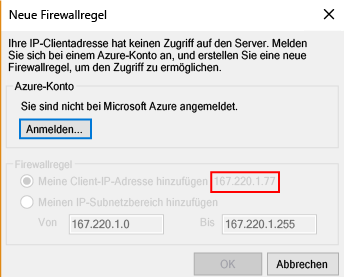 Neue Firewallregel
Ihre IP-Clientadresse hat keinen Zugriff auf den Server. Melden
Sie sich bei einem Azure-Konto an, und erstellen Sie eine neue
Firewallregel, um den Zugriff zu ermöglichen.
Azure-Konto
Sie sind nicht bei Microsoft Azure angemeldet.
Anmelden...
Firewallregel
Meine Client-IP-Adresse hinzufügen 167.220.1.77
Meinen IP-Subnetzbereich hinzufügen
Von 167.220.1.0 Bis 167.220.1.255
OK Abbrechen